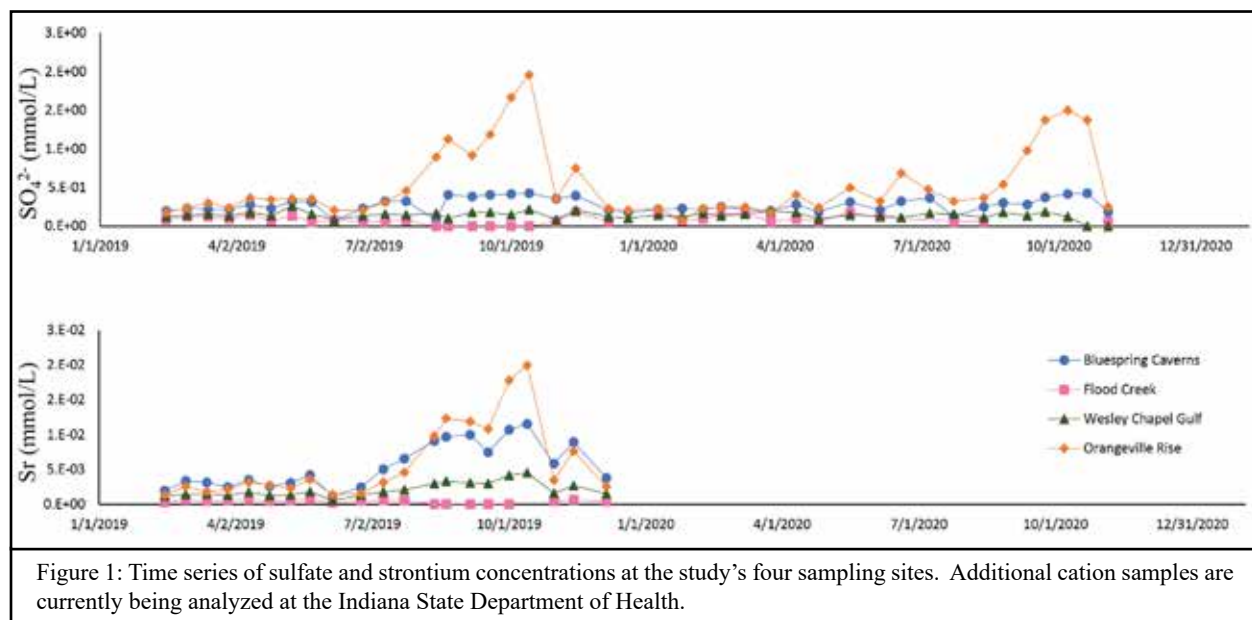 3.E+00
2.E+00
2.E+00
1.E+00
5.E-01
0.E+00
SO₄²⁻ (mmol/L)
1/1/2019 4/2/2019 7/2/2019 10/1/2019 1/1/2020 4/1/2020 7/1/2020 10/1/2020 12/31/2020
3.E-02
2.E-02
2.E-02
1.E-02
5.E-03
0.E+00
Sr (mmol/L)
1/1/2019 4/2/2019 7/2/2019 10/1/2019 1/1/2020 4/1/2020 7/1/2020 10/1/2020 12/31/2020
Bluespring Caverns
Flood Creek
Wesley Chapel Gulf
Orangeville Rise
Figure 1: Time series of sulfate and strontium concentrations at the study’s four sampling sites. Additional cation samples are
currently being analyzed at the Indiana State Department of Health.